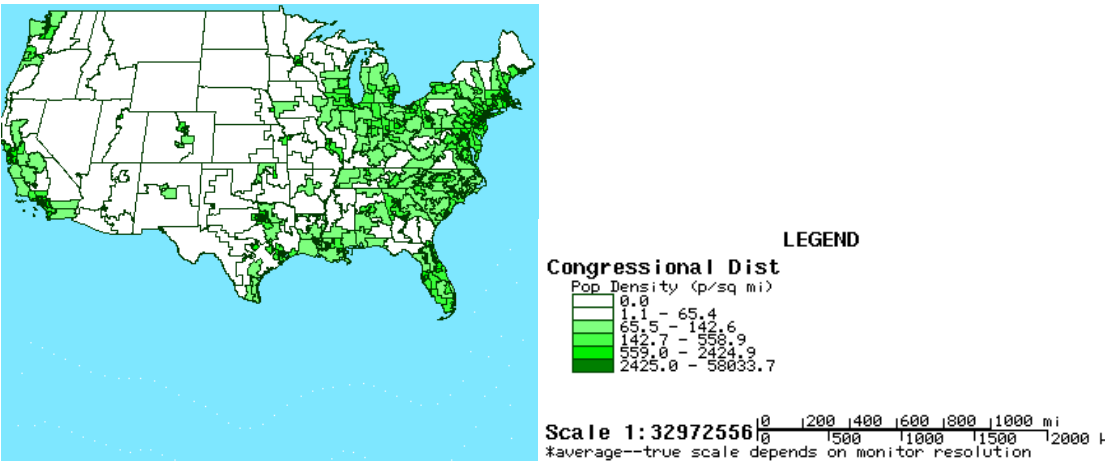 LEGEND
Congressional Dist
Pop Density (p/sq mi)
0.0
1.1 - 65.4
65.5 - 142.6
142.7 - 558.9
559.0 - 2424.9
2425.0 - 58033.7
0 200 400 600 800 1000 mi
Scale 1:32972556
0 500 1000 1500 2000
*average--true scale depends on monitor resolution